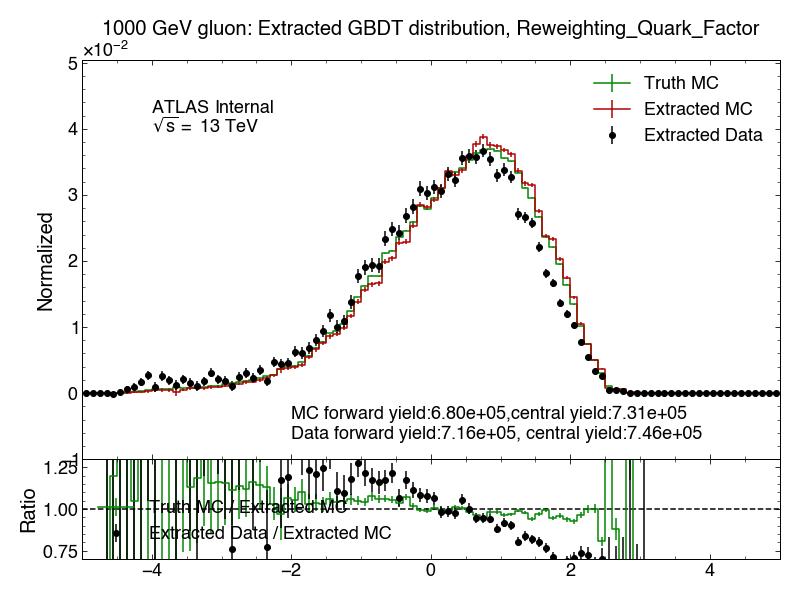 1000 GeV gluon: Extracted GBDT distribution, Reweighting_Quark_Factor
×10⁻²
5
4
3
2
1
0
Normalized
ATLAS Internal
√s = 13 TeV
Truth MC
Extracted MC
Extracted Data
MC forward yield:6.80e+05,central yield:7.31e+05
Data forward yield:7.16e+05, central yield:7.46e+05
1.25
1.00
0.75
Ratio
Truth MC / Extracted MC
Extracted Data / Extracted MC
−4 −2 0 2 4